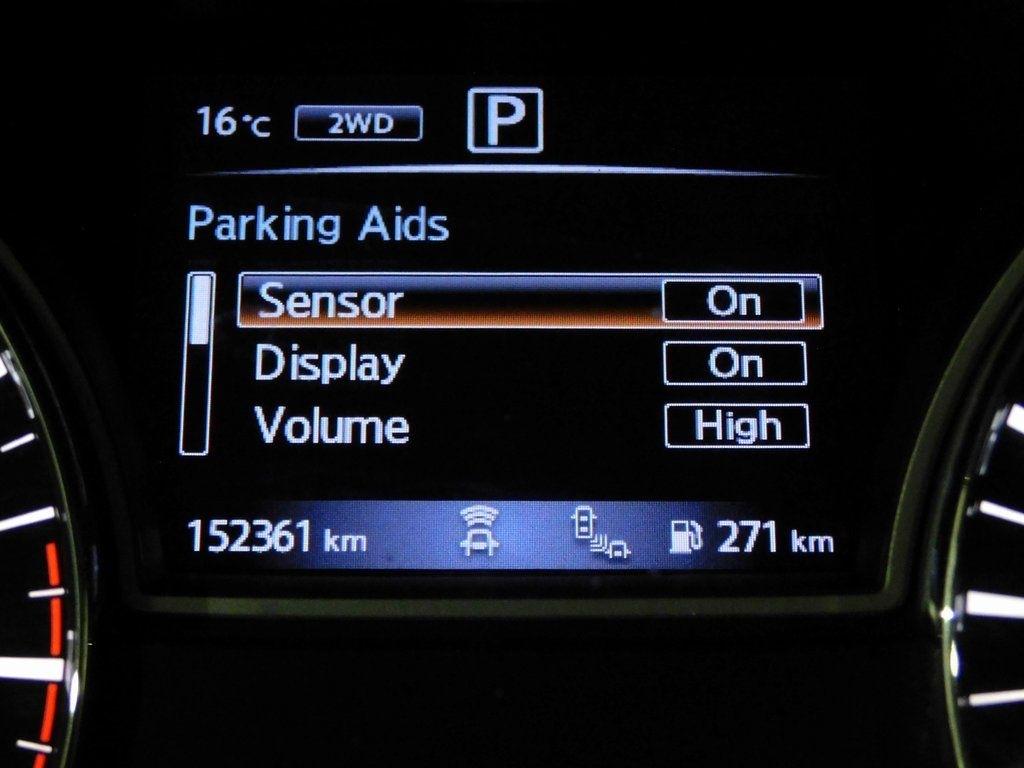 16°C 2WD P
Parking Aids
Sensor On
Display On
Volume High
152361 km 271 km